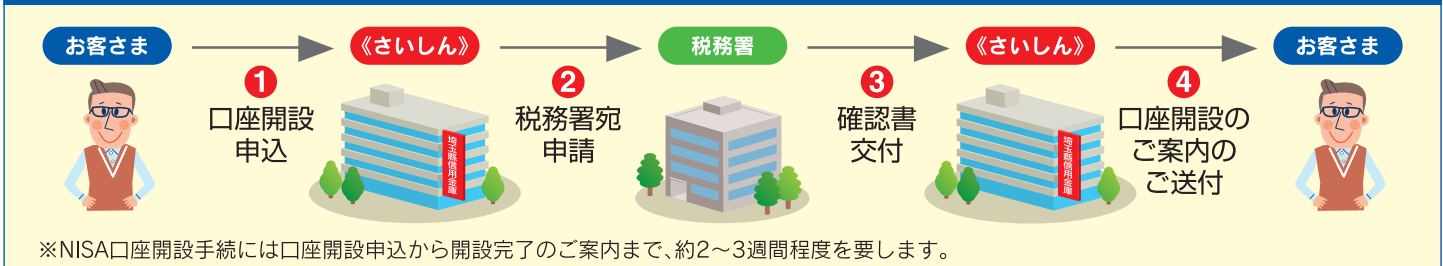 お客さま
《さいしん》
税務署
《さいしん》
お客さま
1
口座開設
申込
2
税務署宛
申請
3
確認書
交付
4
口座開設の
ご案内の
ご送付
埼玉縣信用金庫
埼玉縣信用金庫
※NISA口座開設手続には口座開設申込から開設完了のご案内まで、約2～3週間程度を要します。